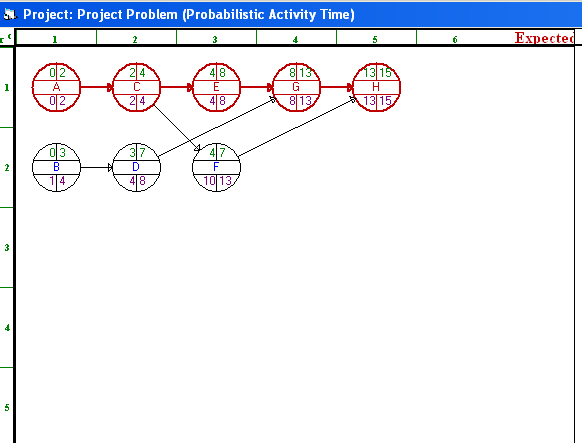 Project: Project Problem (Probabilistic Activity Time)
1 2 3 4 5 6 Expected
1
0 2 2 4 4 8 8 13 13 15
A C E G H
0 2 2 4 4 8 8 13 13 15
2
0 3 3 7 4 7
B D F
1 4 4 8 10 13
3
4
5